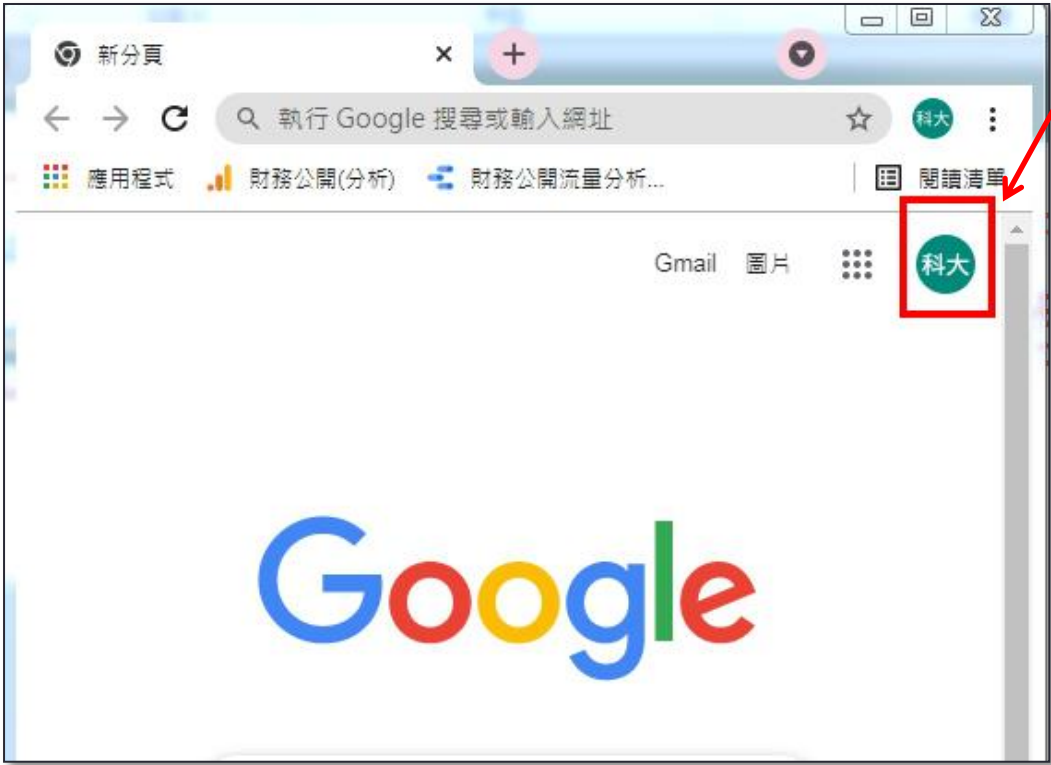 新分頁
執行 Google 搜尋或輸入網址
科大
應用程式 財務公開(分析) 財務公開流量分析... 閱讀清單
Gmail 圖片 科大
Google